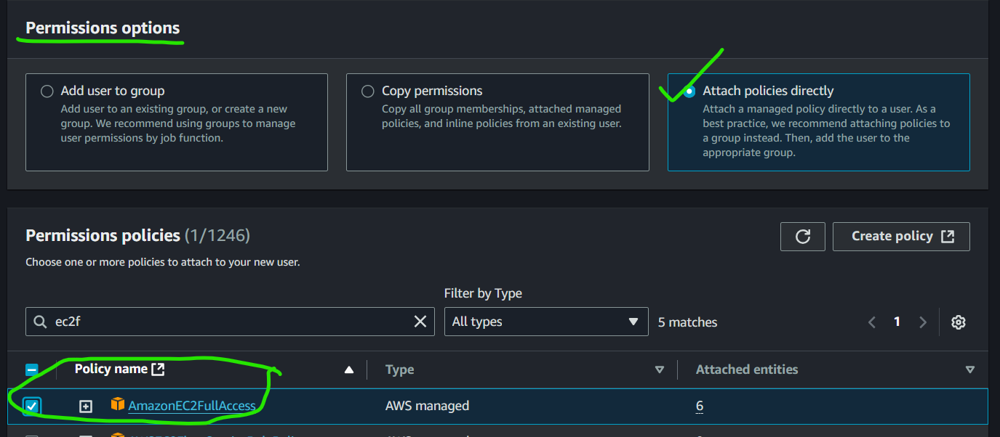 Permissions options
Add user to group
Add user to an existing group, or create a new
group. We recommend using groups to manage
user permissions by job function.
Copy permissions
Copy all group memberships, attached managed
policies, and inline policies from an existing user.
Attach policies directly
Attach a managed policy directly to a user. As a
best practice, we recommend attaching policies to
a group instead. Then, add the user to the
appropriate group.
Permissions policies (1/1246)
Create policy
Choose one or more policies to attach to your new user.
Filter by Type
ec2f
All types
5 matches
1
Policy name
Type
Attached entities
AmazonEC2FullAccess
AWS managed
6